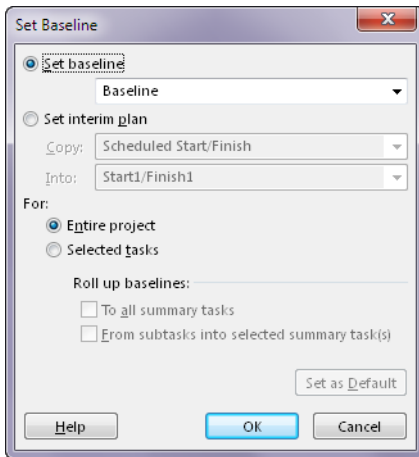 Set Baseline
Set baseline
Baseline
Set interim plan
Copy: Scheduled Start/Finish
Into: Start1/Finish1
For:
Entire project
Selected tasks
Roll up baselines:
To all summary tasks
From subtasks into selected summary task(s)
Set as Default
Help OK Cancel